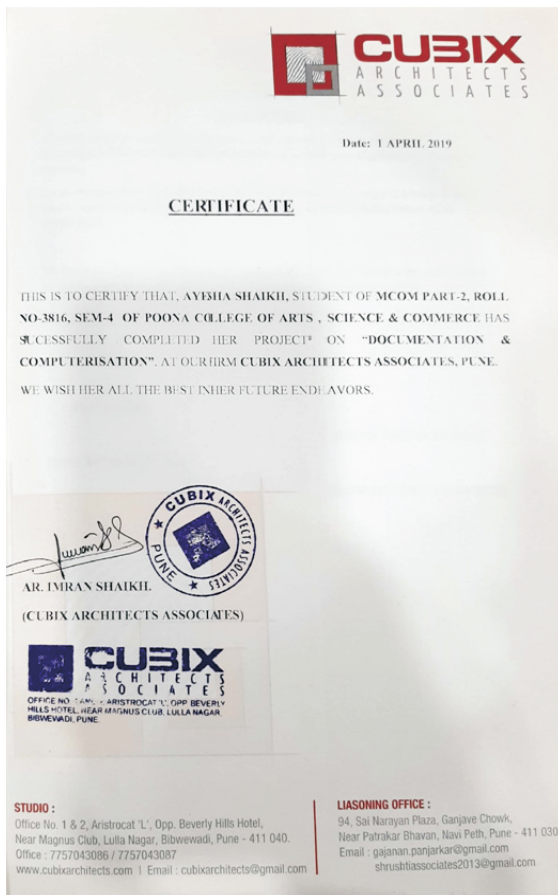 CUBIX
ARCHITECTS
ASSOCIATES
Date: 1 APRIL 2019
CERTIFICATE
THIS IS TO CERTIFY THAT, AYESHA SHAIKH, STUDENT OF MCOM PART-2, ROLL
NO-3816, SEM-4 OF POONA COLLEGE OF ARTS , SCIENCE & COMMERCE HAS
SUCESSFULLY COMPLETED HER PROJECT* ON “DOCUMENTATION &
COMPUTERISATION”. AT OUR FIRM CUBIX ARCHITECTS ASSOCIATES, PUNE.
WE WISH HER ALL THE BEST INHER FUTURE ENDEAVORS.
CUBIX ARCHITECTS ASSOCIATES
★ PUNE ★
AR. IMRAN SHAIKH.
(CUBIX ARCHITECTS ASSOCIATES)
CUBIX
ARCHITECTS
ASSOCIATES
OFFICE NO. ARISTROCAT 'L', OPP BEVERLY
HILLS HOTEL, NEAR MAGNUS CLUB, LULLA NAGAR,
BIBWEWADI, PUNE
STUDIO :
Office No. 1 & 2, Aristrocat 'L', Opp. Beverly Hills Hotel,
Near Magnus Club, Lulla Nagar, Bibwewadi, Pune - 411 040.
Office : 7757043086 / 7757043087
www.cubixarchitects.com I Email : cubixarchitects@gmail.com
LIASONING OFFICE :
94, Sai Narayan Plaza, Ganjave Chowk,
Near Patrakar Bhavan, Navi Peth, Pune - 411 030
Email : gajanan.panjarkar@gmail.com
shrushtiassociates2013@gmail.com